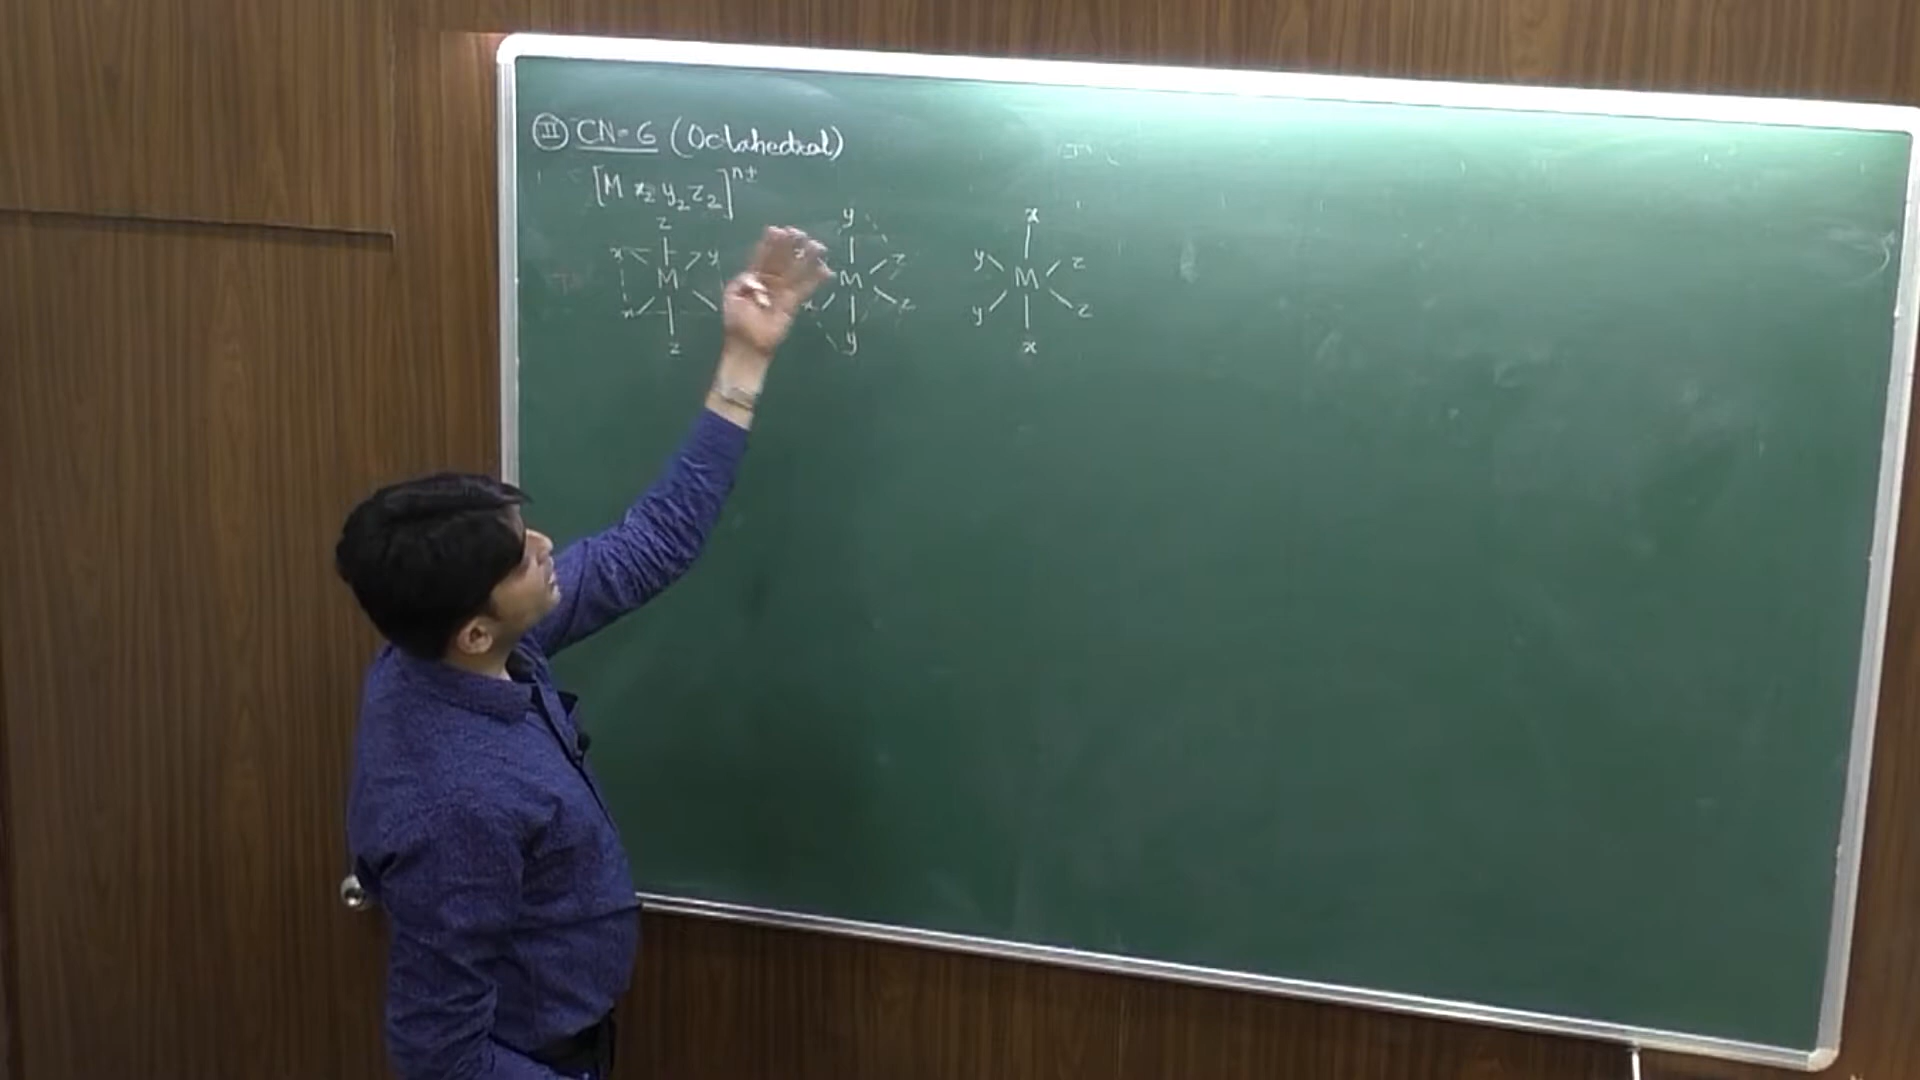 Ⅱ CN=6 (Octahedral)
[M x₂ y₂ z₂]ⁿ±
z y x
x y x z y z
M M M
x x z y z
z y x